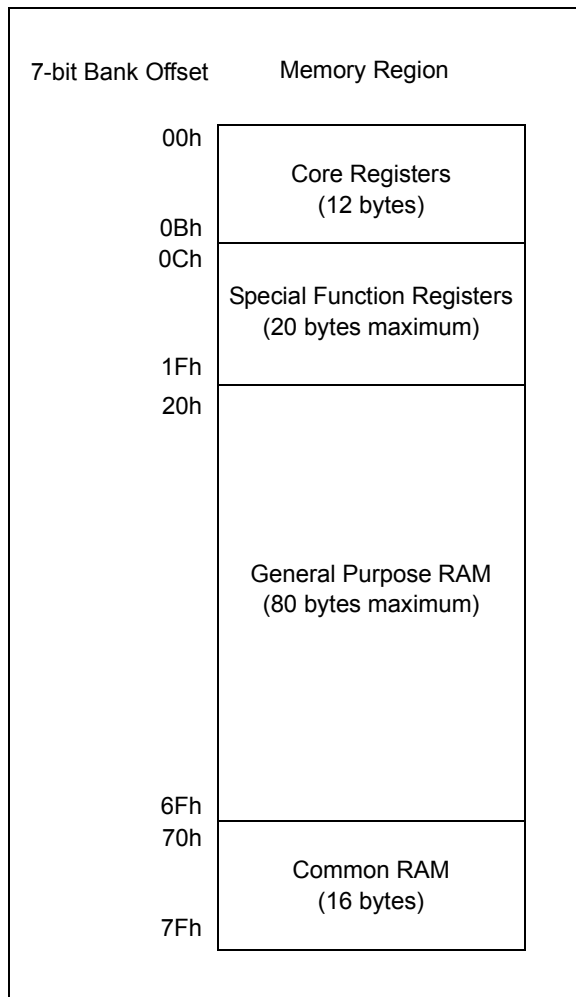 7-bit Bank Offset Memory Region
00h
Core Registers
(12 bytes)
0Bh
0Ch
Special Function Registers
(20 bytes maximum)
1Fh
20h
General Purpose RAM
(80 bytes maximum)
6Fh
70h
Common RAM
(16 bytes)
7Fh